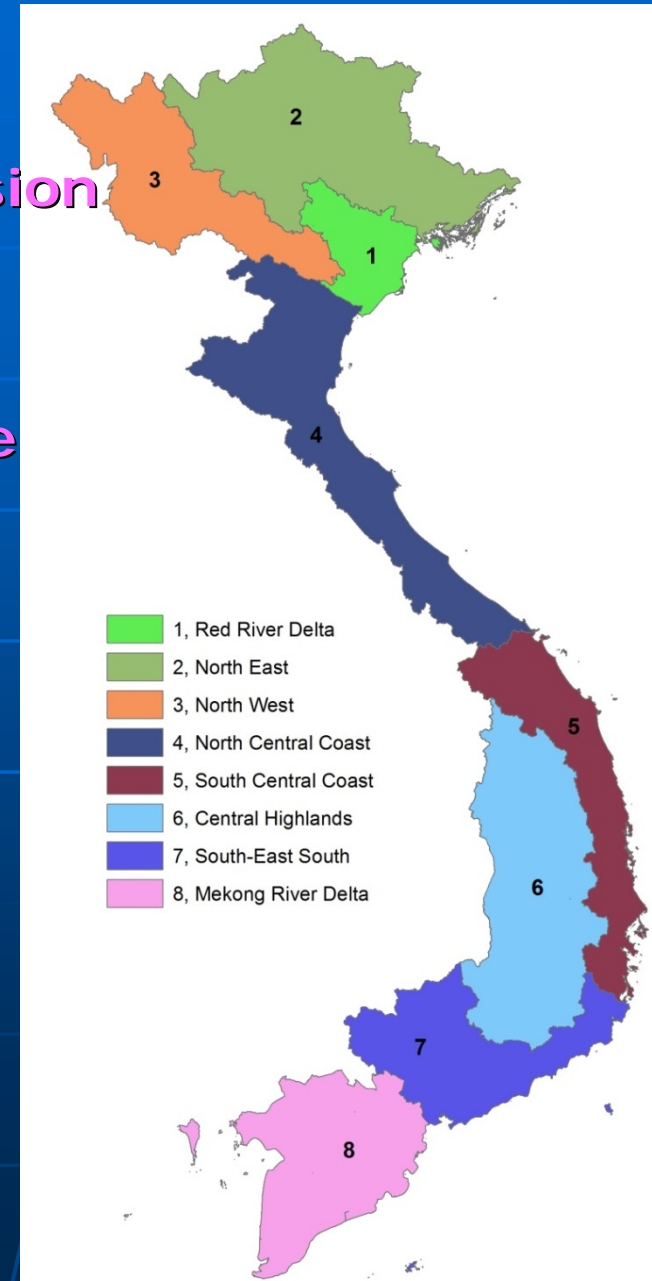 2
sion
3
1
e
4
1, Red River Delta
2, North East
3, North West
4, North Central Coast
5, South Central Coast
6, Central Highlands
7, South-East South
8, Mekong River Delta
5
6
7
8